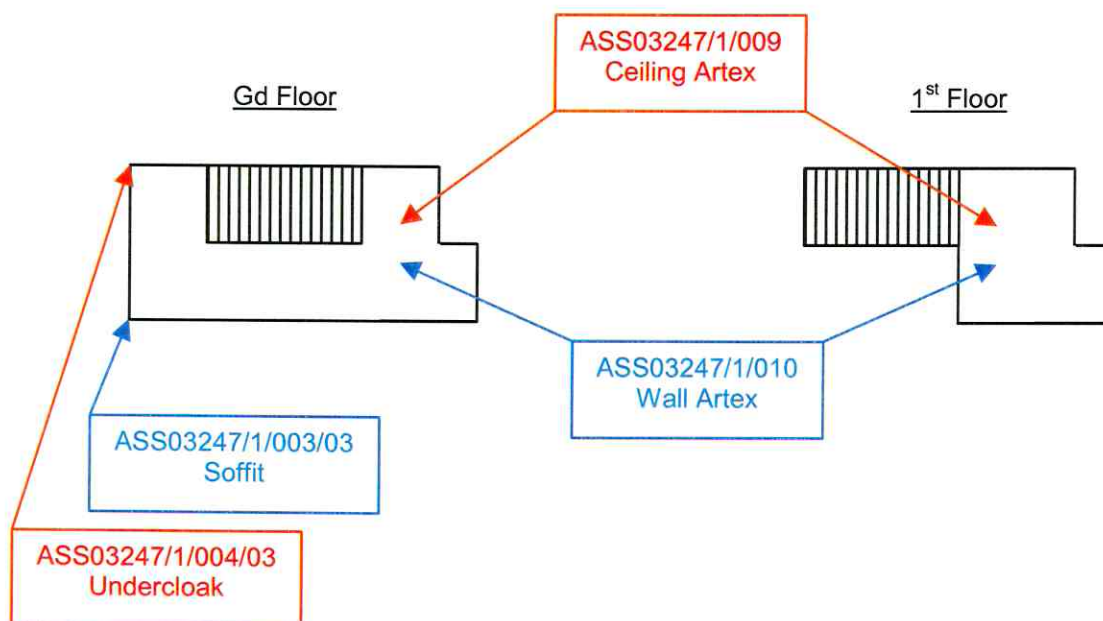 ASS03247/1/009
Ceiling Artex
Gd Floor
1st Floor
ASS03247/1/010
Wall Artex
ASS03247/1/003/03
Soffit
ASS03247/1/004/03
Undercloak